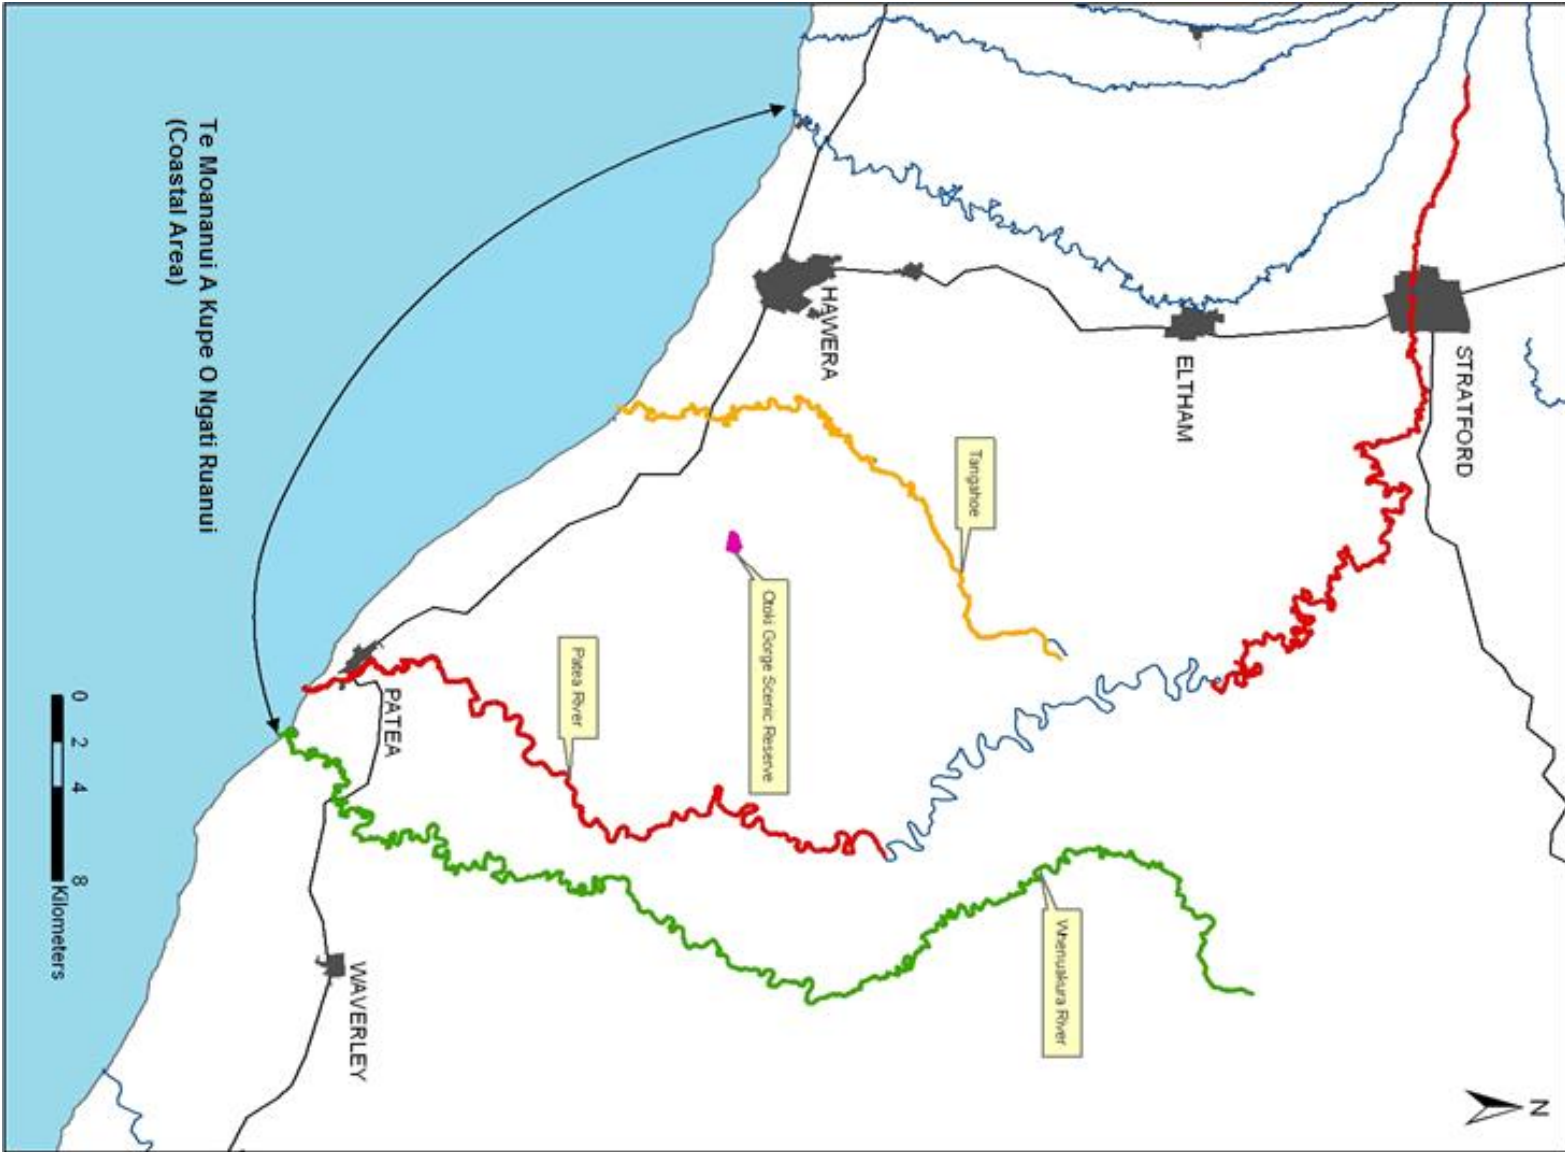 N
STRATFORD
ELTHAM
Whenuakura River
Tangahoe
HAWERA
Otoki Gorge Scenic Reserve
Patea River
PATEA
WAVERLEY
Te Moananui A Kupe O Ngati Ruanui
(Coastal Area)
0 2 4 8
Kilometers